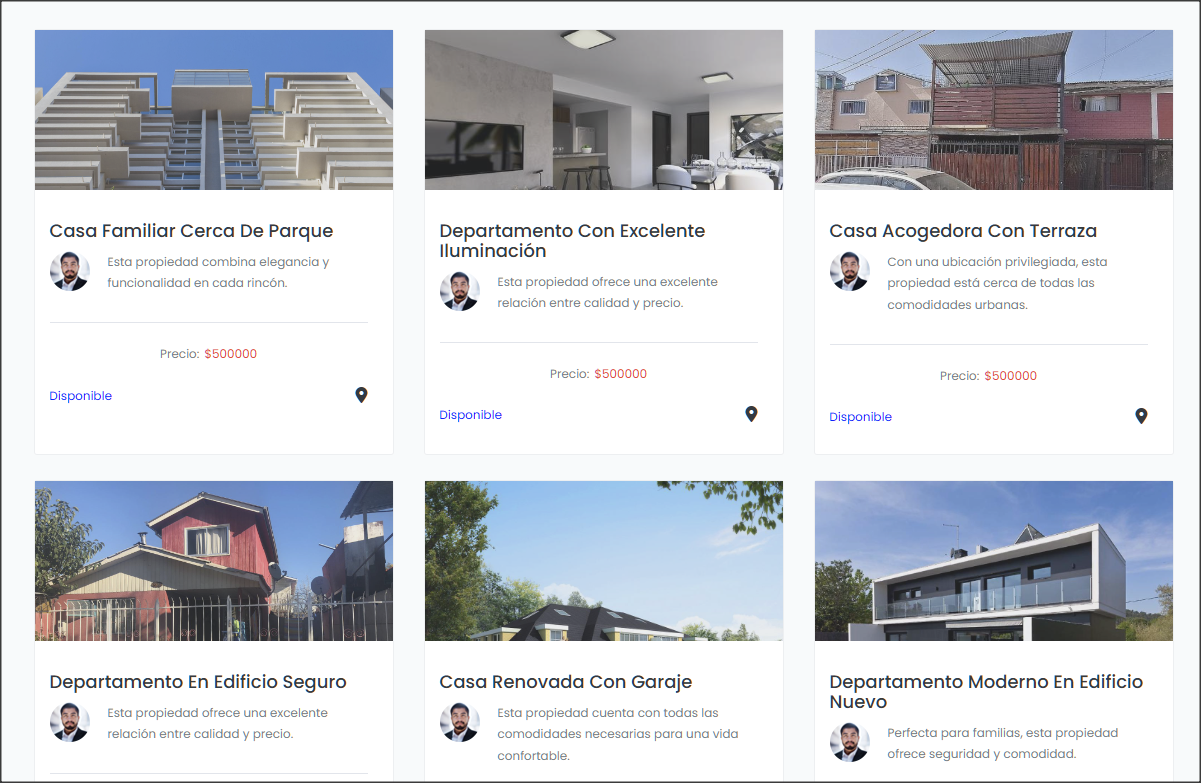 Casa Familiar Cerca De Parque
Esta propiedad combina elegancia y
funcionalidad en cada rincón.
Precio: $500000
Disponible
Departamento Con Excelente
Iluminación
Esta propiedad ofrece una excelente
relación entre calidad y precio.
Precio: $500000
Disponible
Casa Acogedora Con Terraza
Con una ubicación privilegiada, esta
propiedad está cerca de todas las
comodidades urbanas.
Precio: $500000
Disponible
Departamento En Edificio Seguro
Esta propiedad ofrece una excelente
relación entre calidad y precio.
Casa Renovada Con Garaje
Esta propiedad cuenta con todas las
comodidades necesarias para una vida
confortable.
Departamento Moderno En Edificio
Nuevo
Perfecta para familias, esta propiedad
ofrece seguridad y comodidad.